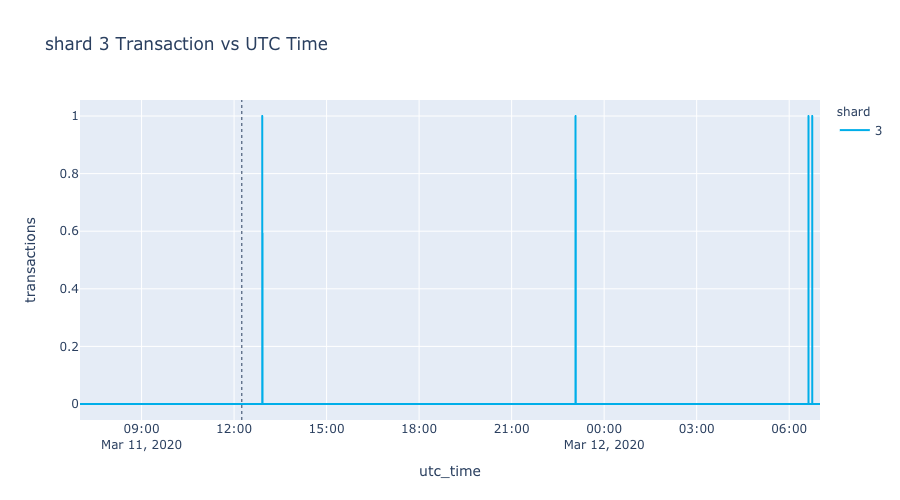 shard 3 Transaction vs UTC Time
shard
3
transactions
1
0.8
0.6
0.4
0.2
0
09:00 12:00 15:00 18:00 21:00 00:00 03:00 06:00
Mar 11, 2020 Mar 12, 2020
utc_time